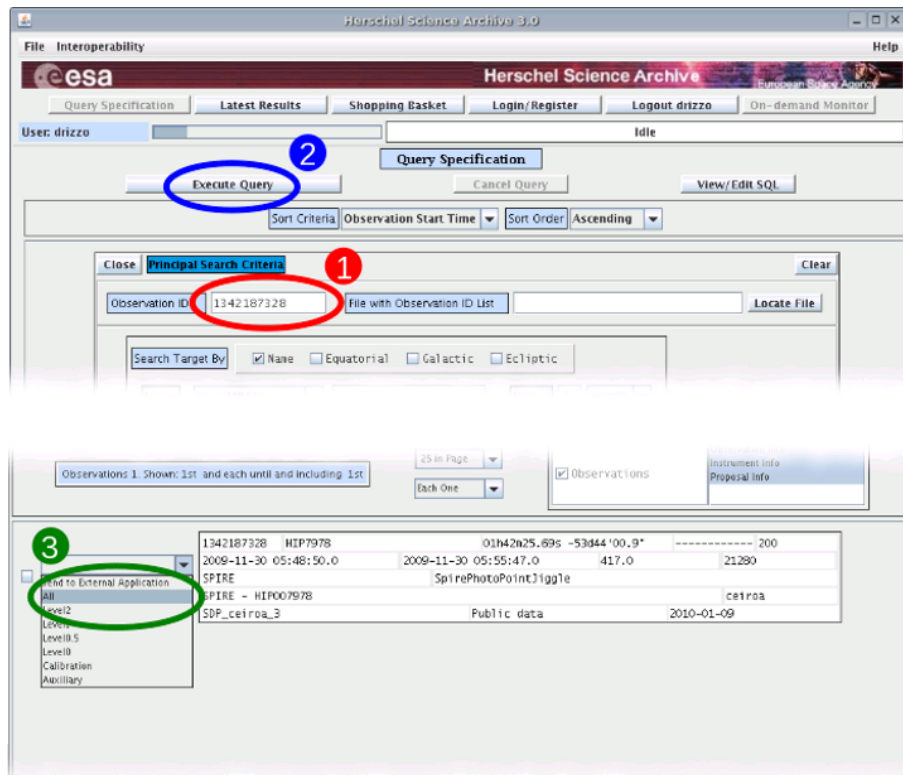 Herschel Science Archive 3.0
File Interoperability Help
esa Herschel Science Archive European Space Agency
Query Specification Latest Results Shopping Basket Login/Register Logout drizzo On-demand Monitor
User: drizzo Idle
2
Query Specification
Execute Query Cancel Query View/Edit SQL
Sort Criteria Observation Start Time Sort Order Ascending
1
Close Principal Search Criteria Clear
Observation ID 1342187328 File with Observation ID List Locate File
Search Target By Name Equatorial Galactic Ecliptic
25 in Page
Instrument Info
Observations 1. Shown: 1st and each until and including 1st
Observations
Proposal Info
Each One
3
1342187328 HIP7978 01h42m25.69s -53d44'00.9" ------------ 200
2009-11-30 05:48:50.0 2009-11-30 05:55:47.0 417.0 21280
Send to External Application
SPIRE SpirePhotoPointJiggle
All
SPIRE - HIP007978 ceiroa
Level2
SDP_ceiroa_3 Public data 2010-01-09
Level0.5
Level0
Calibration
Auxiliary